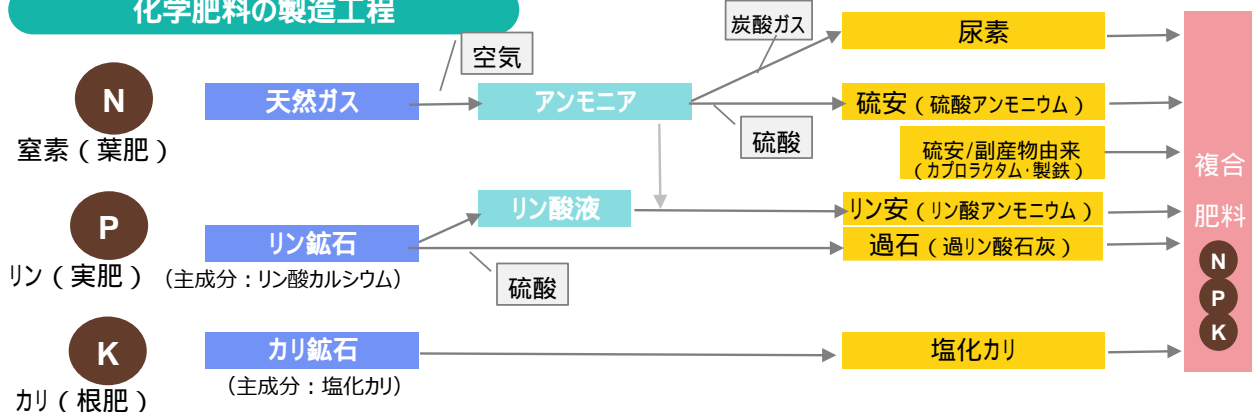 化学肥料の製造工程
炭酸ガス
尿素
空気
N
天然ガス
アンモニア
硫安（硫酸アンモニウム）
硫酸
窒素（葉肥）
硫安/副産物由来
（カプロラクタム・製鉄）
複合
肥料
N
P
K
P
リン酸液
リン安（リン酸アンモニウム）
リン鉱石
過石（過リン酸石灰）
リン（実肥）
（主成分：リン酸カルシウム）
硫酸
K
カリ鉱石
塩化カリ
（主成分：塩化カリ）
カリ（根肥）